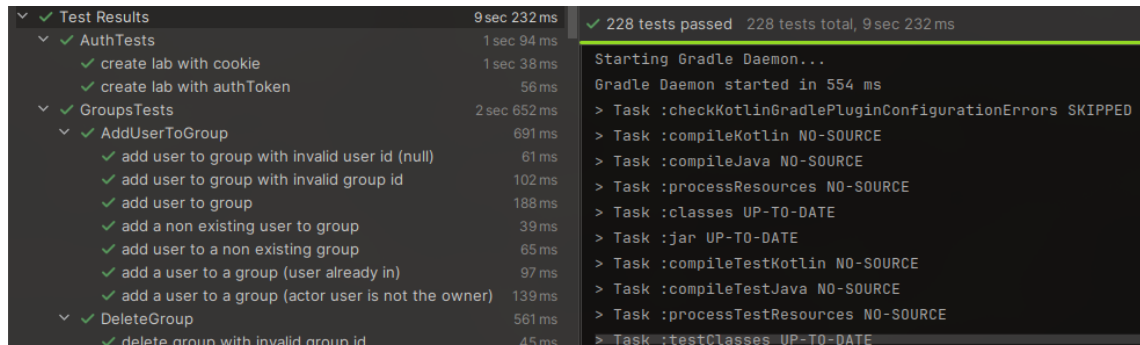 Test Results 9 sec 232 ms
AuthTests 1 sec 94 ms
create lab with cookie 1 sec 38 ms
create lab with authToken 56 ms
GroupsTests 2 sec 652 ms
AddUserToGroup 691 ms
add user to group with invalid user id (null) 61 ms
add user to group with invalid group id 102 ms
add user to group 188 ms
add a non existing user to group 39 ms
add user to a non existing group 65 ms
add a user to a group (user already in) 97 ms
add a user to a group (actor user is not the owner) 139 ms
DeleteGroup 561 ms
delete group with invalid group id 45 ms
228 tests passed 228 tests total, 9 sec 232 ms
Starting Gradle Daemon...
Gradle Daemon started in 554 ms
> Task :checkKotlinGradlePluginConfigurationErrors SKIPPED
> Task :compileKotlin NO-SOURCE
> Task :compileJava NO-SOURCE
> Task :processResources NO-SOURCE
> Task :classes UP-TO-DATE
> Task :jar UP-TO-DATE
> Task :compileTestKotlin NO-SOURCE
> Task :compileTestJava NO-SOURCE
> Task :processTestResources NO-SOURCE
> Task :testClasses UP-TO-DATE